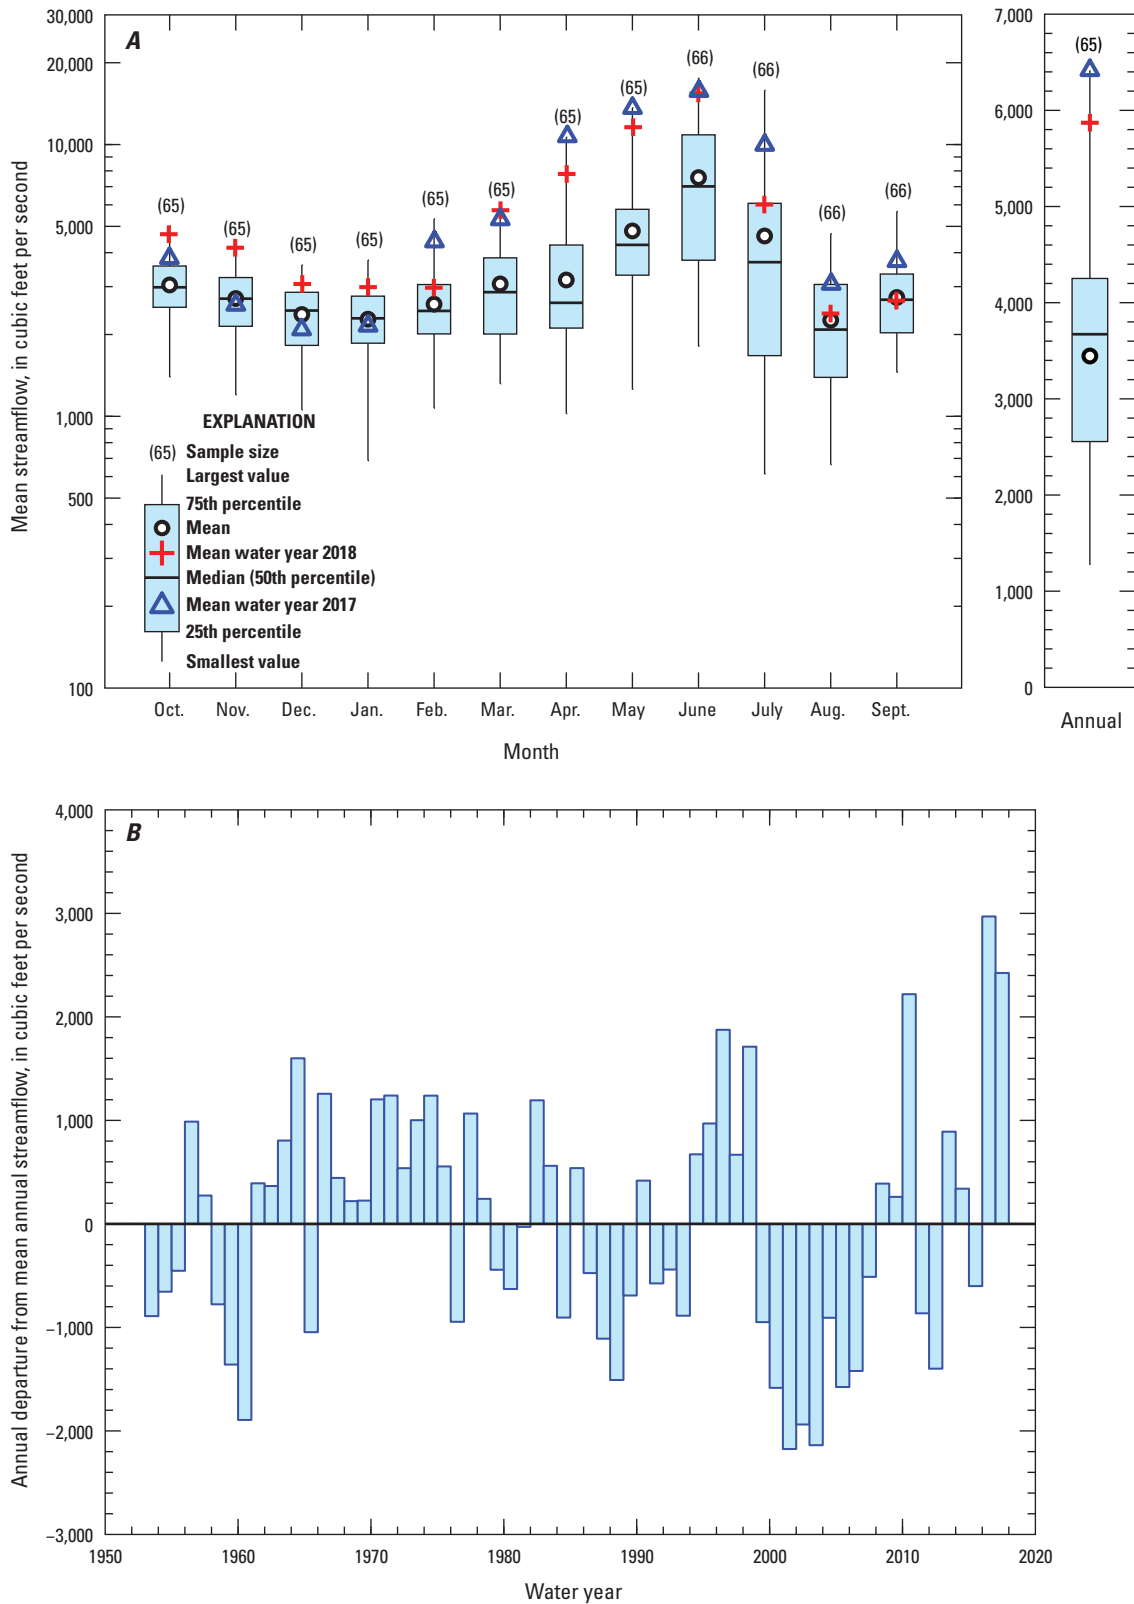 A
30,000
20,000
10,000
5,000
1,000
500
100
Mean streamflow, in cubic feet per second
(65)
(65)
(65)
(65)
(65)
(65)
(65)
(65)
(66)
(66)
(66)
(66)
EXPLANATION
(65) Sample size
Largest value
75th percentile
Mean
Mean water year 2018
Median (50th percentile)
Mean water year 2017
25th percentile
Smallest value
Oct. Nov. Dec. Jan. Feb. Mar. Apr. May June July Aug. Sept.
Month
7,000
6,000
5,000
4,000
3,000
2,000
1,000
0
(65)
Annual
B
4,000
3,000
2,000
1,000
0
–1,000
–2,000
–3,000
Annual departure from mean annual streamflow, in cubic feet per second
1950 1960 1970 1980 1990 2000 2010 2020
Water year